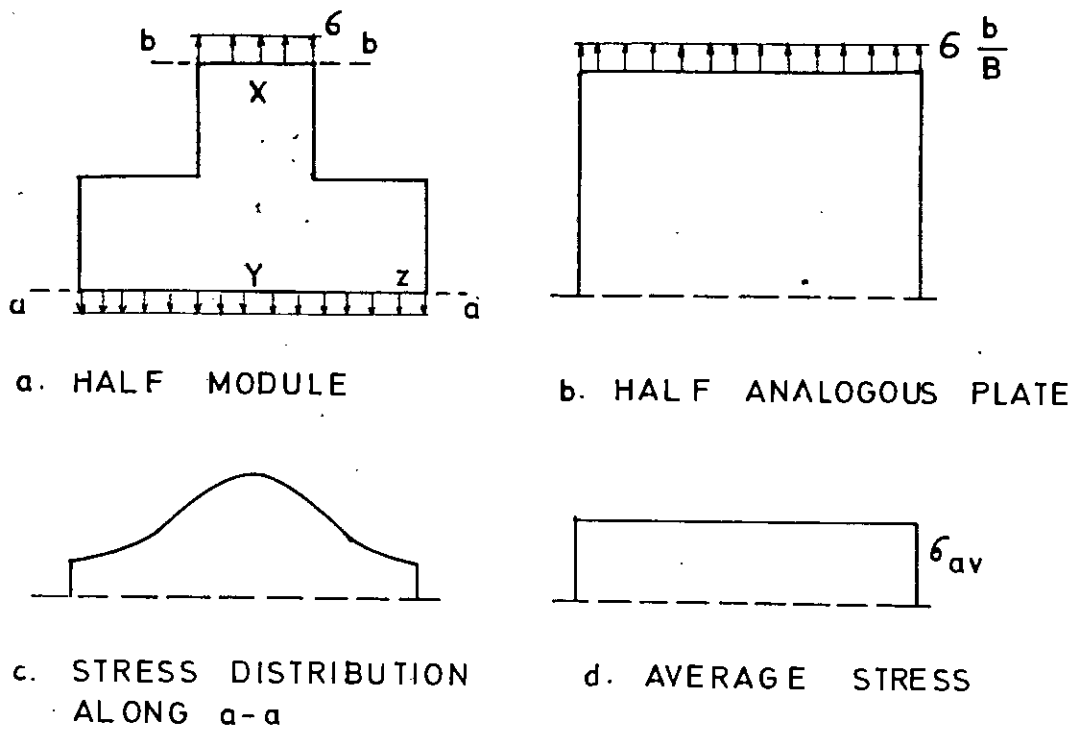 6
b b
X
Y z
a a
a. HALF MODULE
6 b
B
b. HALF ANALOGOUS PLATE
c. STRESS DISTRIBUTION
ALONG a-a
6av
d. AVERAGE STRESS